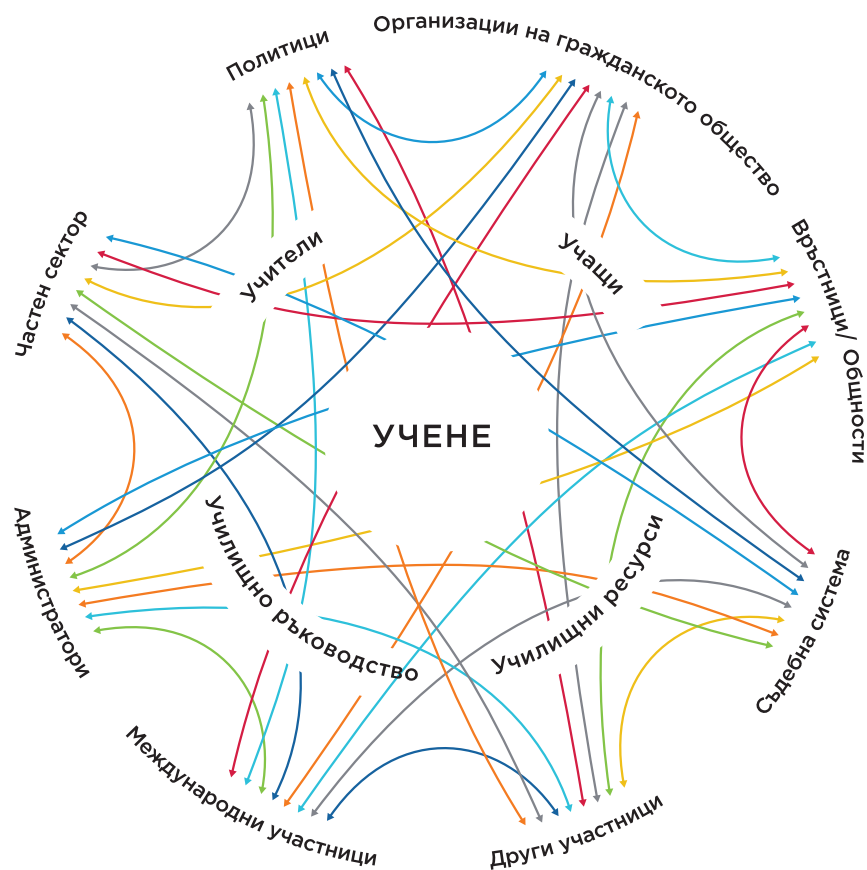 Организации на гражданското общество
Политици
Връстници/ Общности
Частен сектор
Учители
Учащи
УЧЕНЕ
Училищно ръководство
Училищни ресурси
Администратори
Съдебна система
Международни участници
Други участници